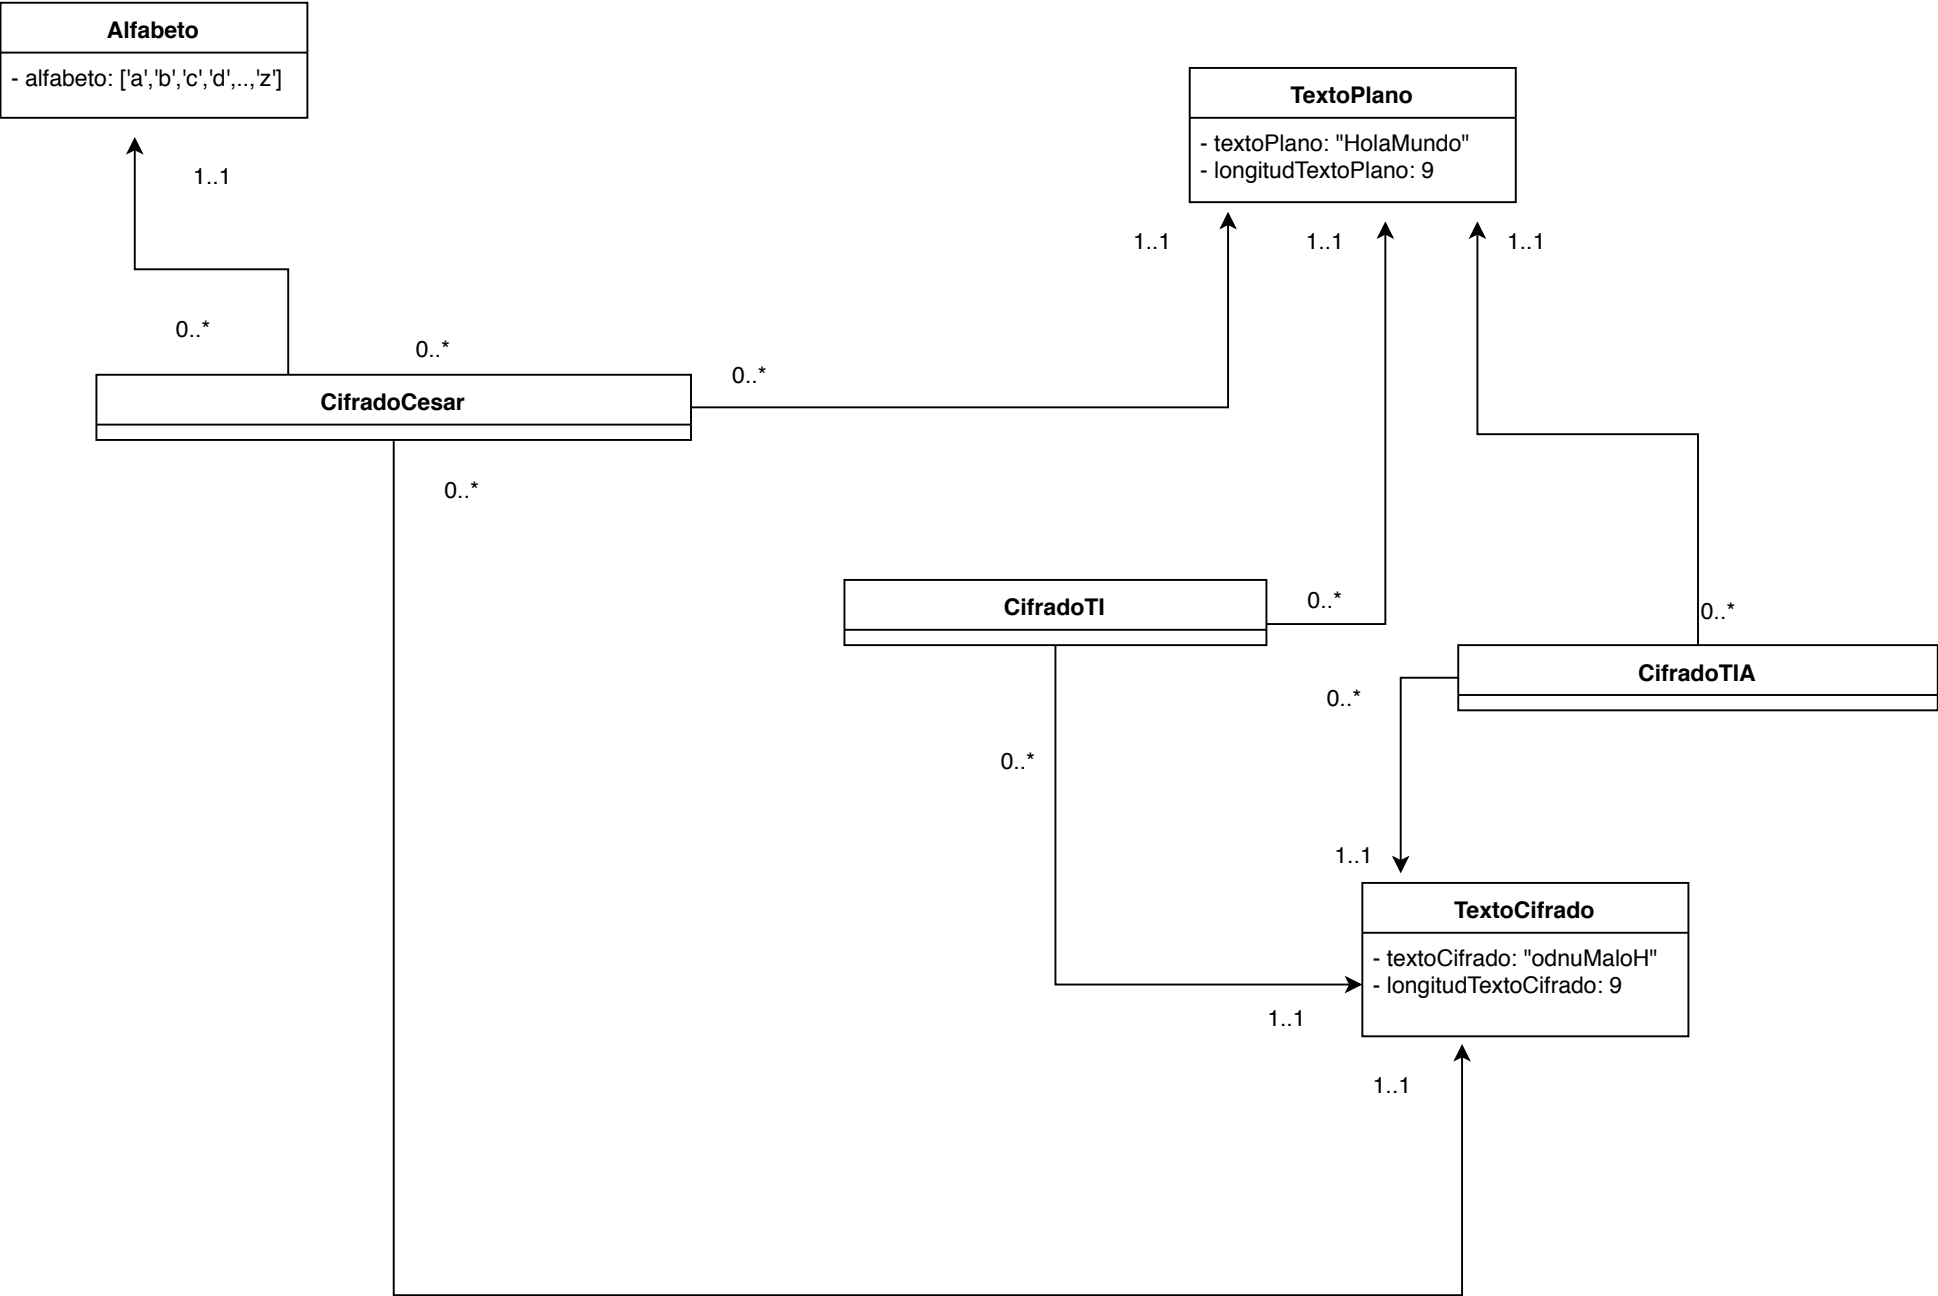 Alfabeto
- alfabeto: ['a','b','c','d',..,'z']
TextoPlano
- textoPlano: "HolaMundo"
- longitudTextoPlano: 9
1..1
1..1
1..1
1..1
0..*
0..*
0..*
CifradoCesar
0..*
CifradoTI
0..*
0..*
CifradoTIA
0..*
0..*
1..1
TextoCifrado
- textoCifrado: "odnuMaloH"
- longitudTextoCifrado: 9
1..1
1..1